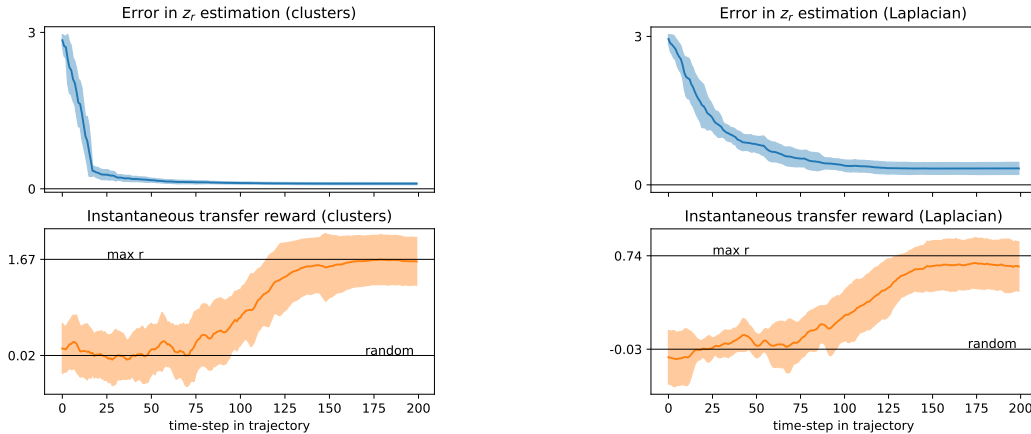 Error in z_r estimation (clusters)
3
0
Error in z_r estimation (Laplacian)
3
0
Instantaneous transfer reward (clusters)
max r
1.67
random
0.02
0 25 50 75 100 125 150 175 200
time-step in trajectory
Instantaneous transfer reward (Laplacian)
max r
0.74
random
-0.03
0 25 50 75 100 125 150 175 200
time-step in trajectory